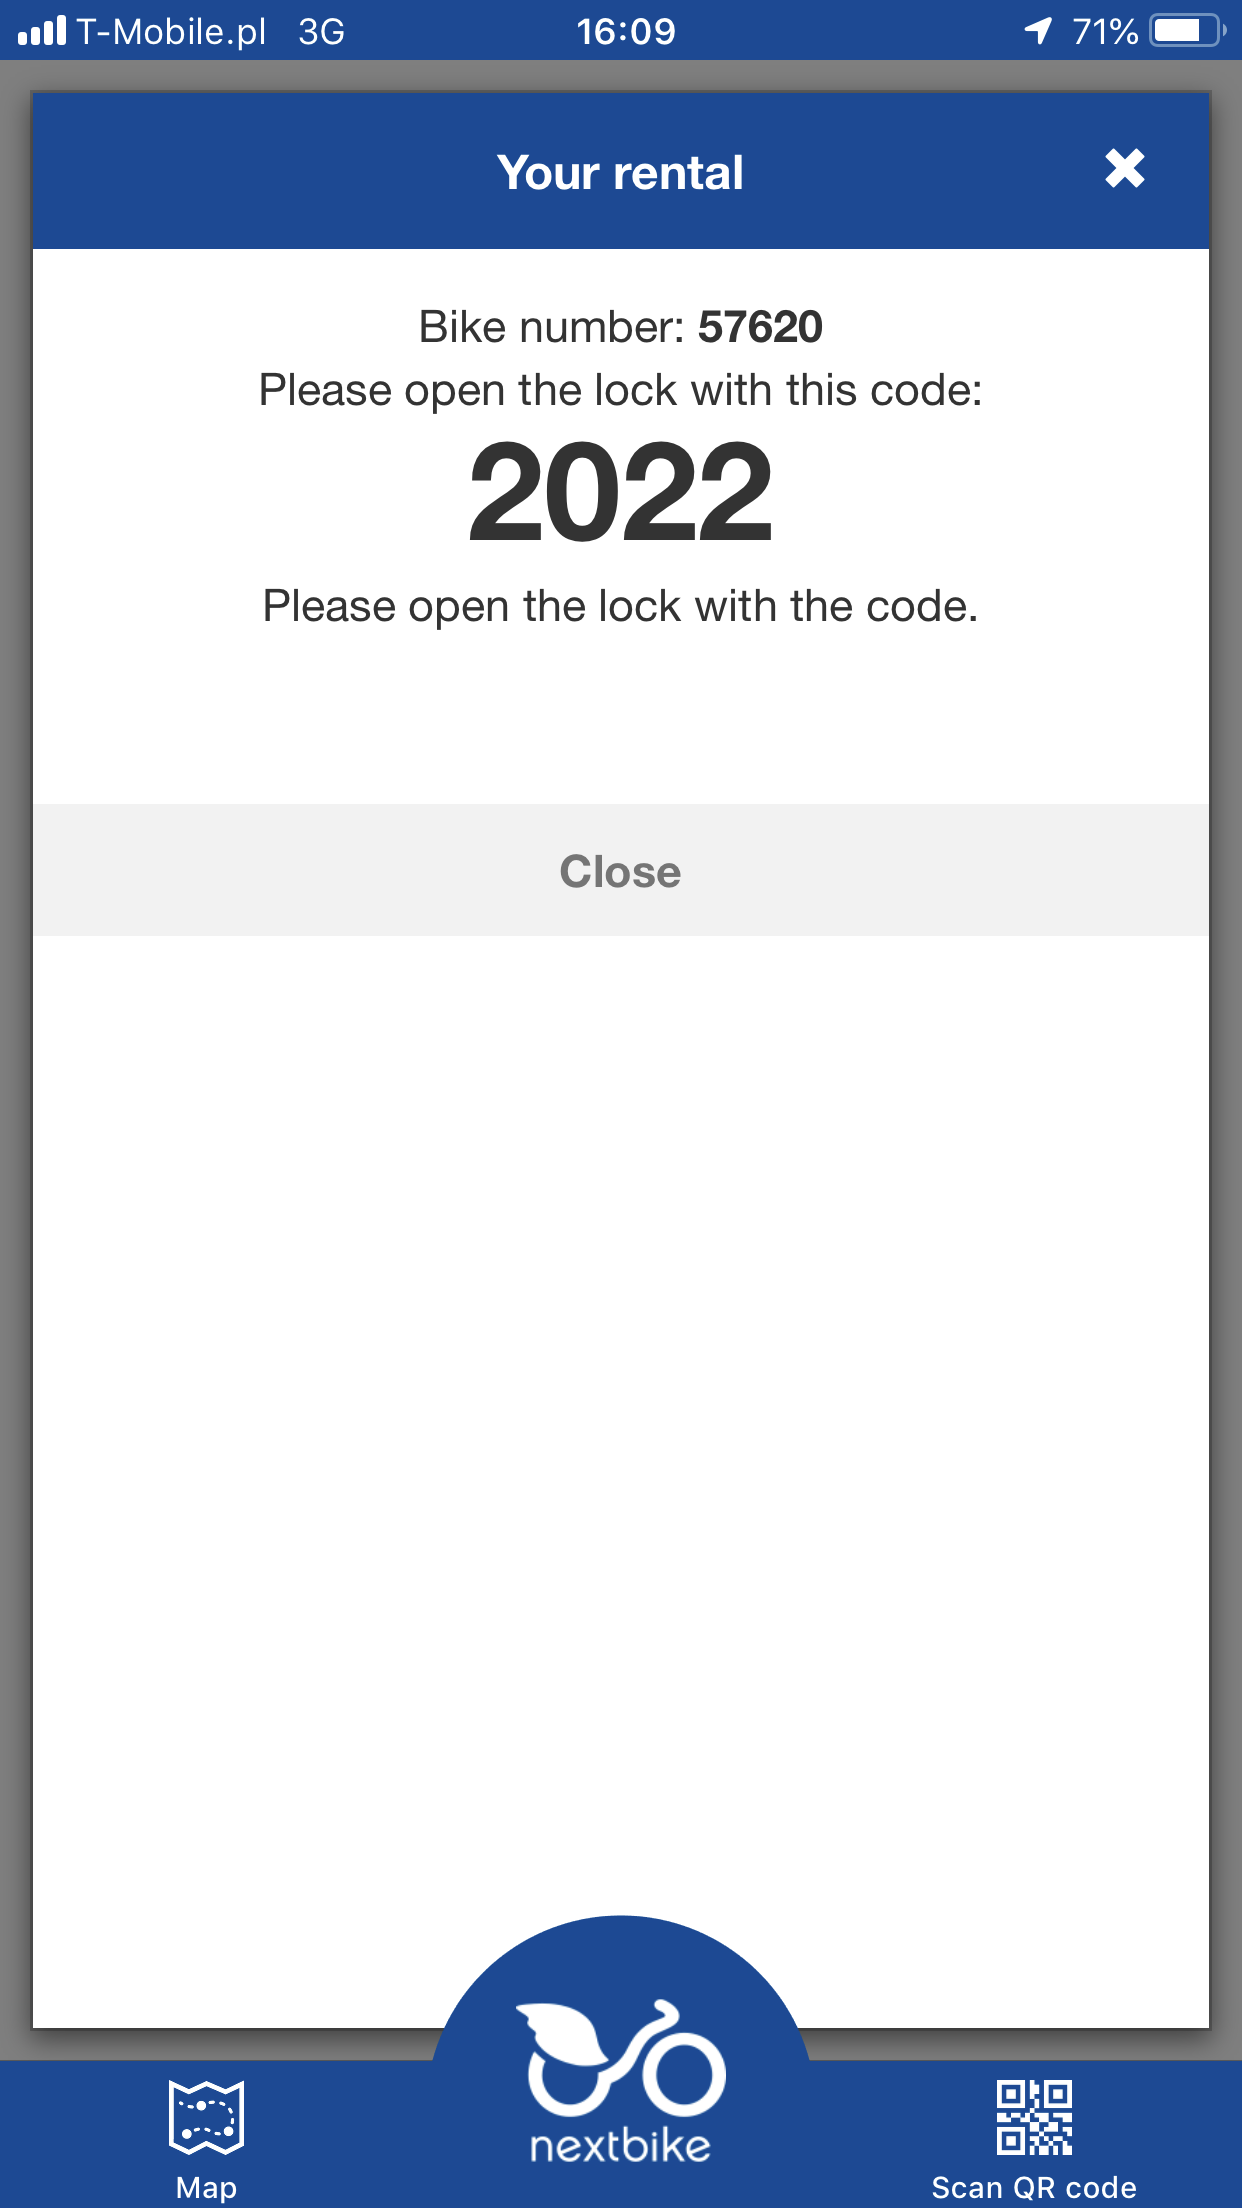 T-Mobile.pl 3G 16:09 71%
Your rental
Bike number: 57620
Please open the lock with this code:
2022
Please open the lock with the code.
Close
nextbike
Map
Scan QR code